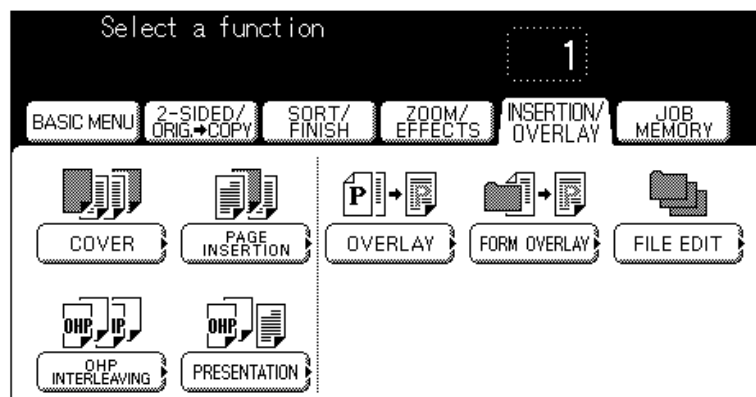 Select a function
1
BASIC MENU
2-SIDED/
ORIG.➔COPY
SORT/
FINISH
ZOOM/
EFFECTS
INSERTION/
OVERLAY
JOB
MEMORY
P
P
P
COVER
PAGE
INSERTION
OVERLAY
FORM OVERLAY
FILE EDIT
OHP IP
OHP
OHP
INTERLEAVING
PRESENTATION